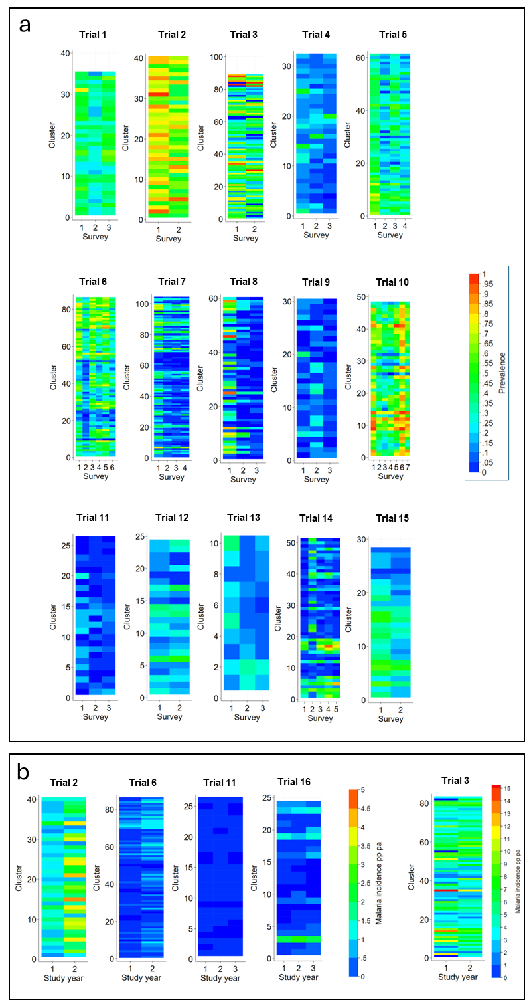 a
Trial 1 Trial 2 Trial 3 Trial 4 Trial 5
40 30 20 10 0
Cluster
1 2 3
Survey
40 30 20 10 0
Cluster
1 2
Survey
100 80 60 40 20 0
Cluster
1 2
Survey
30 20 10 0
Cluster
1 2 3
Survey
60 40 20 0
Cluster
1 2 3 4
Survey
Trial 6 Trial 7 Trial 8 Trial 9 Trial 10
80 60 40 20 0
Cluster
1 2 3 4 5 6
Survey
100 80 60 40 20 0
Cluster
1 2 3 4
Survey
60 40 20 0
Cluster
1 2 3
Survey
30 20 10 0
Cluster
1 2 3
Survey
50 40 30 20 10 0
Cluster
1 2 3 4 5 6 7
Survey
1
.95
.9
.85
.8
.75
.7
.65
.6
.55
.5
.45
.4
.35
.3
.25
.2
.15
.1
.05
0
Prevalence
Trial 11 Trial 12 Trial 13 Trial 14 Trial 15
25 20 15 10 5 0
Cluster
1 2 3
Survey
25 20 15 10 5 0
Cluster
1 2
Survey
10 8 6 4 2 0
Cluster
1 2 3
Survey
50 40 30 20 10 0
Cluster
1 2 3 4 5
Survey
30 20 10 0
Cluster
1 2
Survey
b
Trial 2 Trial 6 Trial 11 Trial 16 Trial 3
40 30 20 10 0
Cluster
1 2
Study year
80 60 40 20 0
Cluster
1 2
Study year
25 20 15 10 5 0
Cluster
1 2 3
Study year
25 20 15 10 5 0
Cluster
1 2 3
Study year
5
4.5
4
3.5
3
2.5
2
1.5
1
.5
0
Malaria incidence pp pa
80 60 40 20 0
Cluster
1 2
Study year
15
14
13
12
11
10
9
8
7
6
5
4
3
2
1
0
Malaria incidence pp pa